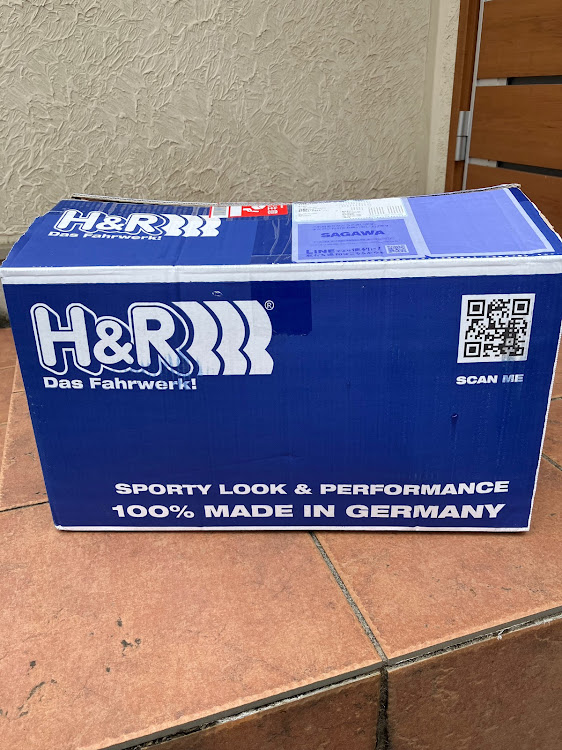 H&R
Das Fahrwerk!
SAGAWA
H&R®
Das Fahrwerk!
SCAN ME
SPORTY LOOK & PERFORMANCE
100% MADE IN GERMANY